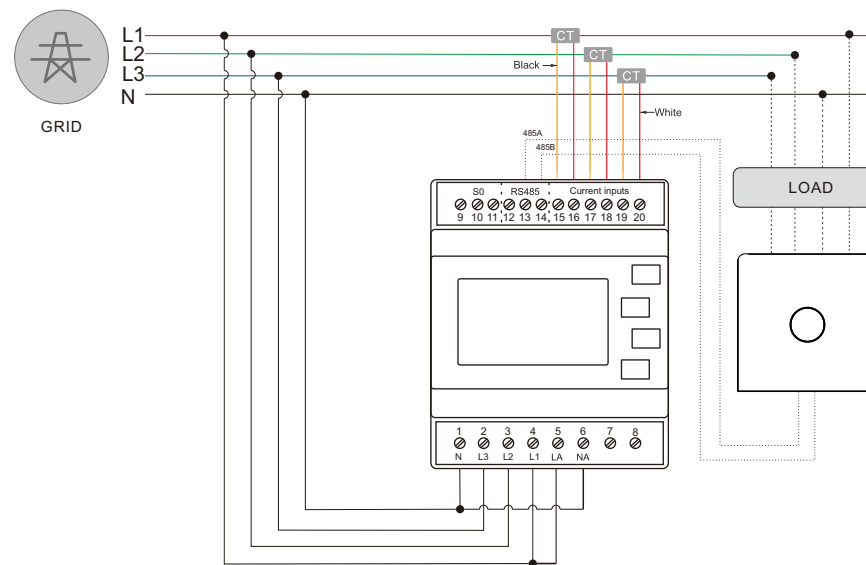 L1
L2
L3
N
GRID
CT
CT
CT
Black
White
485A
485B
LOAD
S0 RS485 Current inputs
9 10 11 12 13 14 15 16 17 18 19 20
1 2 3 4 5 6 7 8
N L3 L2 L1 LA NA